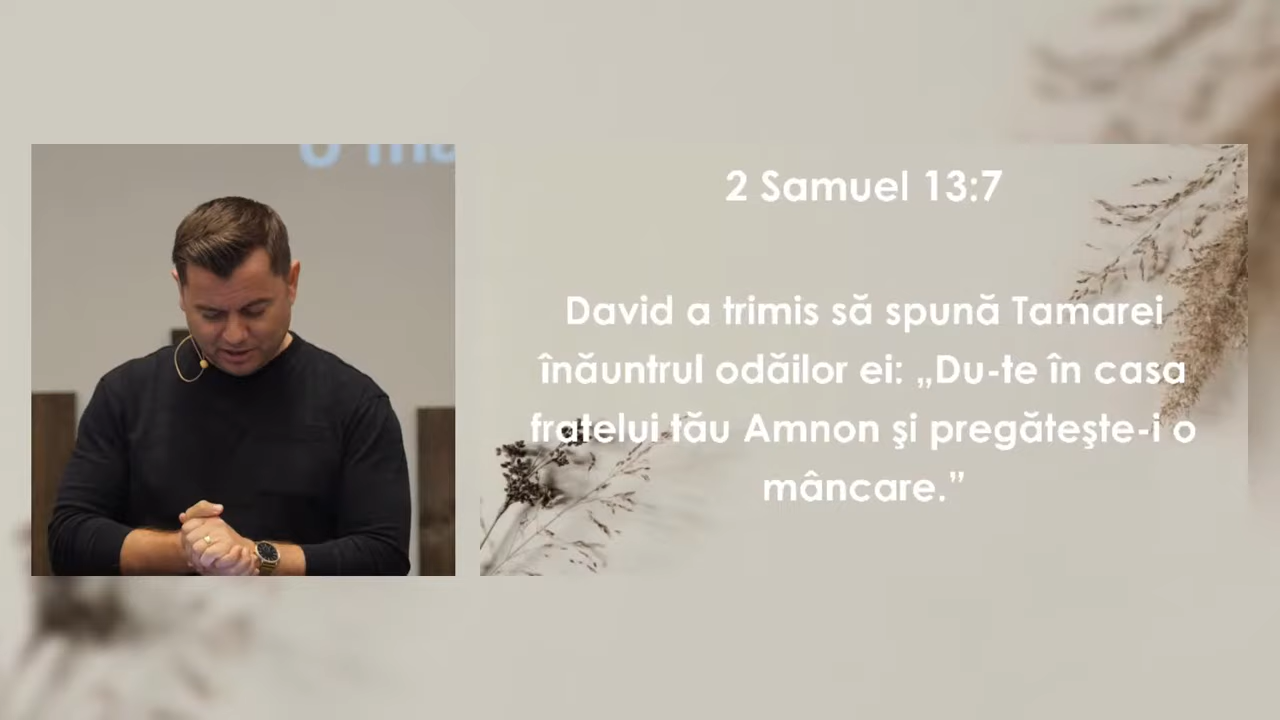 2 Samuel 13:7
David a trimis să spună Tamarei
înăuntrul odăilor ei: „Du-te în casa
fratelui tău Amnon şi pregăteşte-i o
mâncare.”